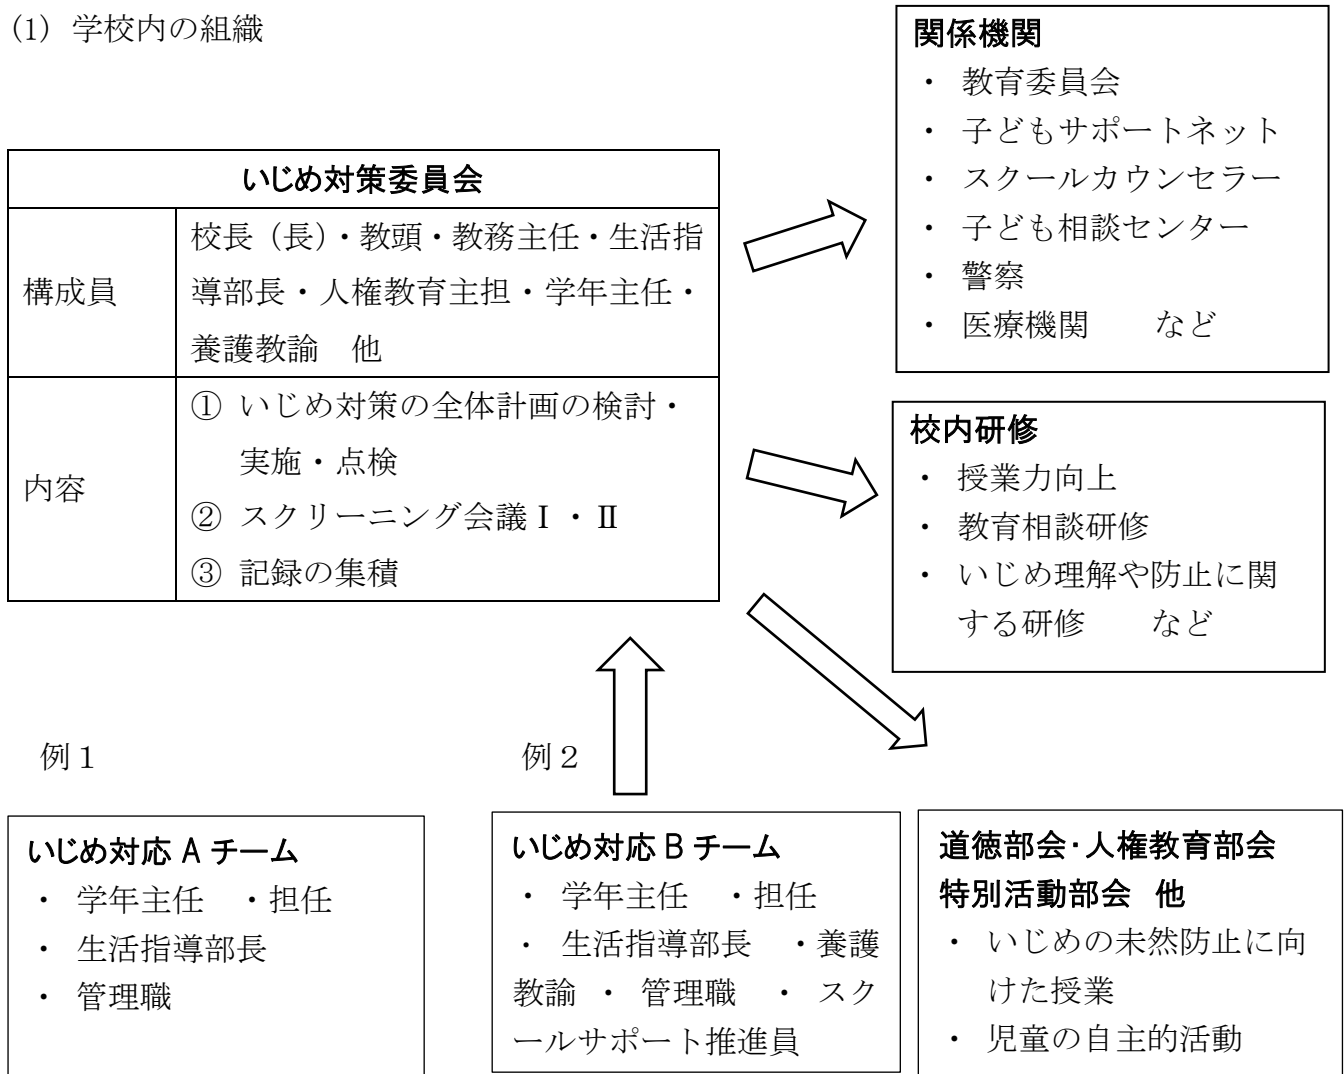 (1) 学校内の組織
関係機関
・ 教育委員会
・ 子どもサポートネット
・ スクールカウンセラー
・ 子ども相談センター
・ 警察
・ 医療機関　　など
いじめ対策委員会
構成員
校長（長）・教頭・教務主任・生活指
導部長・人権教育主担・学年主任・
養護教諭　他
内容
① いじめ対策の全体計画の検討・
実施・点検
② スクリーニング会議Ⅰ・Ⅱ
③ 記録の集積
校内研修
・ 授業力向上
・ 教育相談研修
・ いじめ理解や防止に関
する研修　　など
例１
例２
いじめ対応 A チーム
・ 学年主任　・担任
・ 生活指導部長
・ 管理職
いじめ対応 B チーム
・ 学年主任　・担任
・ 生活指導部長　・養護
教諭 ・ 管理職　・ スク
ールサポート推進員
道徳部会・人権教育部会
特別活動部会 他
・ いじめの未然防止に向
けた授業
・ 児童の自主的活動